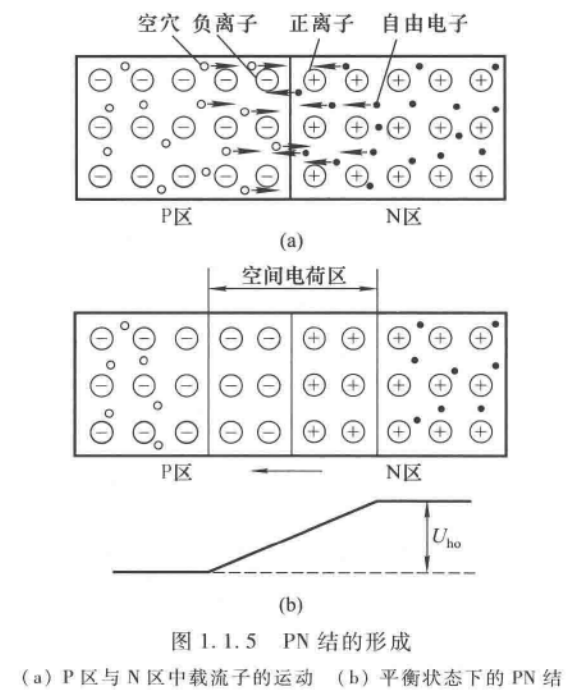 空穴 负离子 正离子 自由电子
P区 N区
(a)
空间电荷区
P区 N区
Uho
(b)
图 1.1.5 PN 结的形成
(a) P 区与 N 区中载流子的运动 (b) 平衡状态下的 PN 结